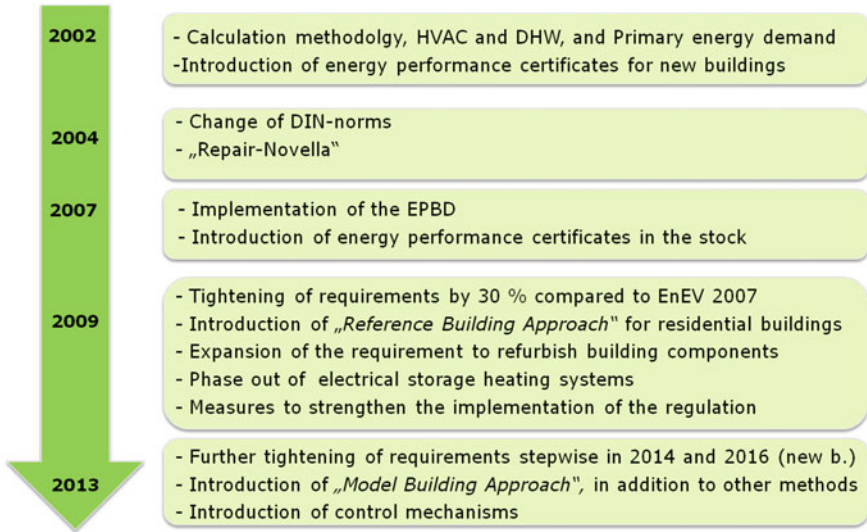 2002
- Calculation methodolgy, HVAC and DHW, and Primary energy demand
-Introduction of energy performance certificates for new buildings
2004
- Change of DIN-norms
- „Repair-Novella“
2007
- Implementation of the EPBD
- Introduction of energy performance certificates in the stock
2009
- Tightening of requirements by 30 % compared to EnEV 2007
- Introduction of „Reference Building Approach“ for residential buildings
- Expansion of the requirement to refurbish building components
- Phase out of electrical storage heating systems
- Measures to strengthen the implementation of the regulation
2013
- Further tightening of requirements stepwise in 2014 and 2016 (new b.)
- Introduction of „Model Building Approach“, in addition to other methods
- Introduction of control mechanisms